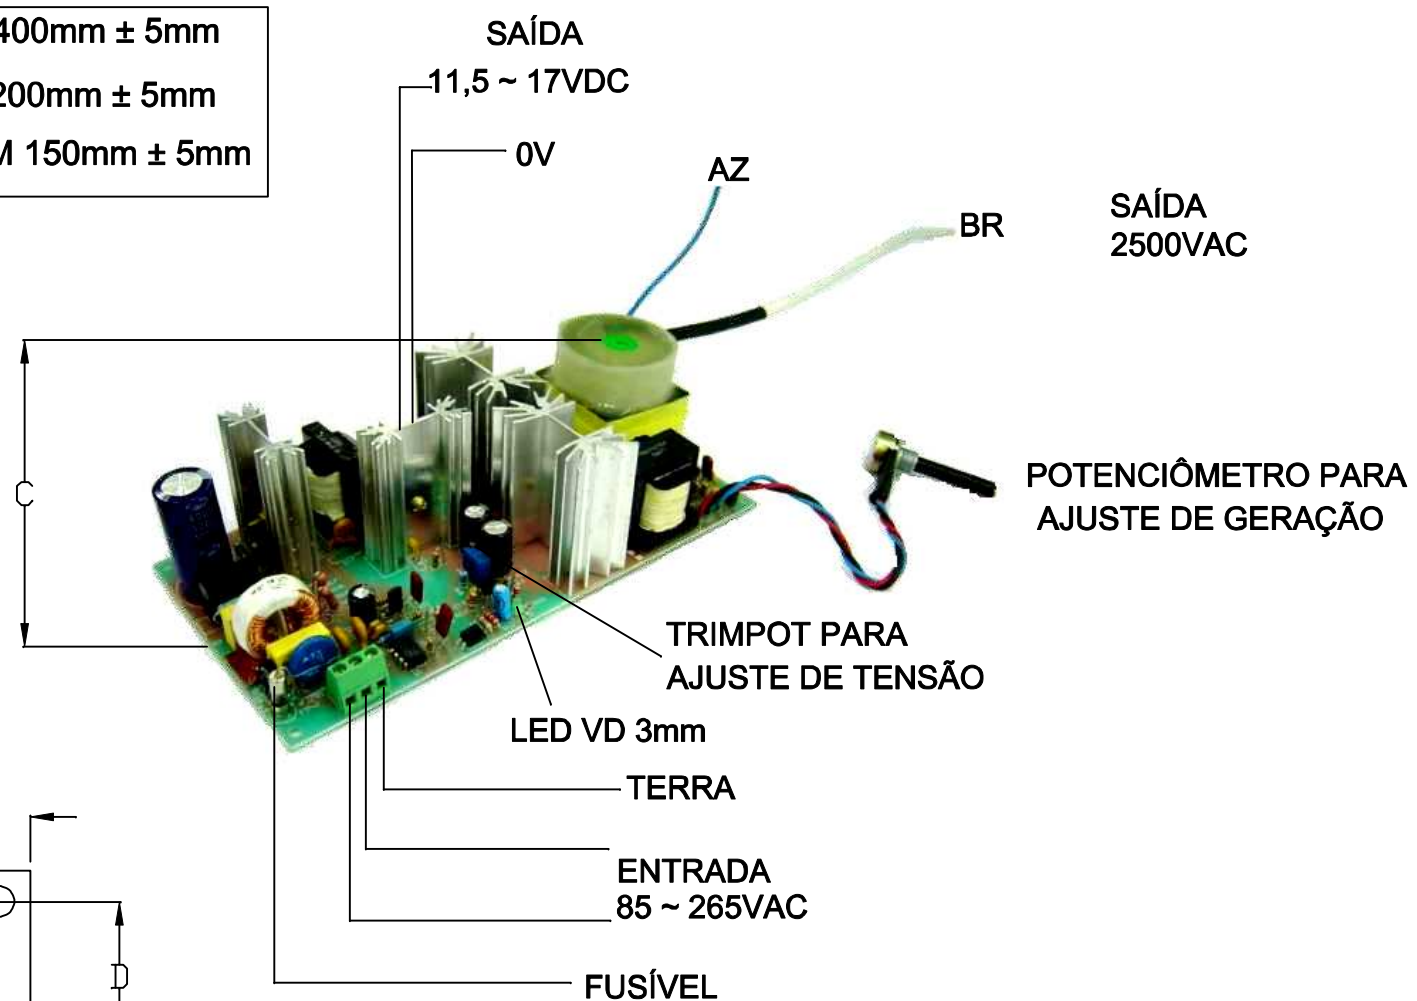 400mm ± 5mm
200mm ± 5mm
M 150mm ± 5mm
SAÍDA
11,5 ~ 17VDC
0V
AZ
BR
SAÍDA
2500VAC
C
POTENCIÔMETRO PARA
AJUSTE DE GERAÇÃO
TRIMPOT PARA
AJUSTE DE TENSÃO
LED VD 3mm
TERRA
ENTRADA
85 ~ 265VAC
D
FUSÍVEL